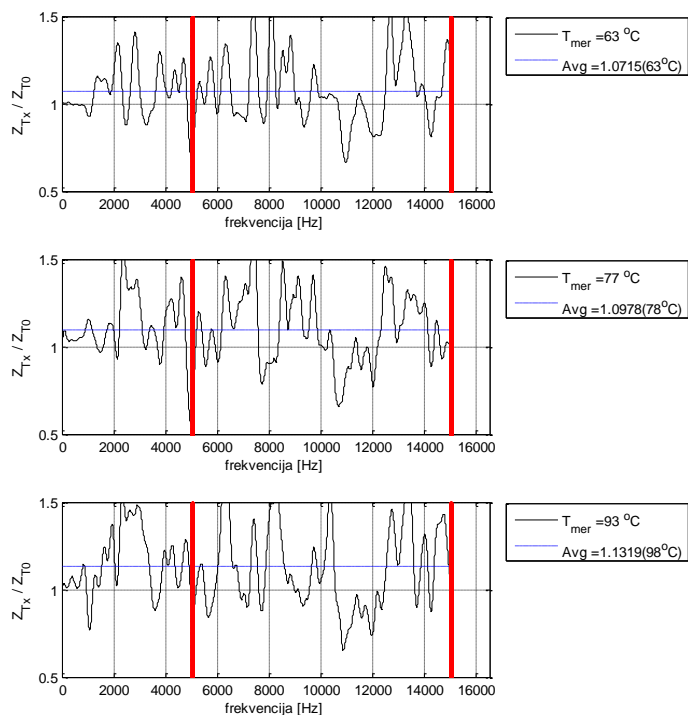 1.5
1
0.5
Z_Tx / Z_T0
0 2000 4000 6000 8000 10000 12000 14000 16000
frekvencija [Hz]
T_mer =63 °C
Avg =1.0715(63°C)
1.5
1
0.5
Z_Tx / Z_T0
0 2000 4000 6000 8000 10000 12000 14000 16000
frekvencija [Hz]
T_mer =77 °C
Avg =1.0978(78°C)
1.5
1
0.5
Z_Tx / Z_T0
0 2000 4000 6000 8000 10000 12000 14000 16000
frekvencija [Hz]
T_mer =93 °C
Avg =1.1319(98°C)